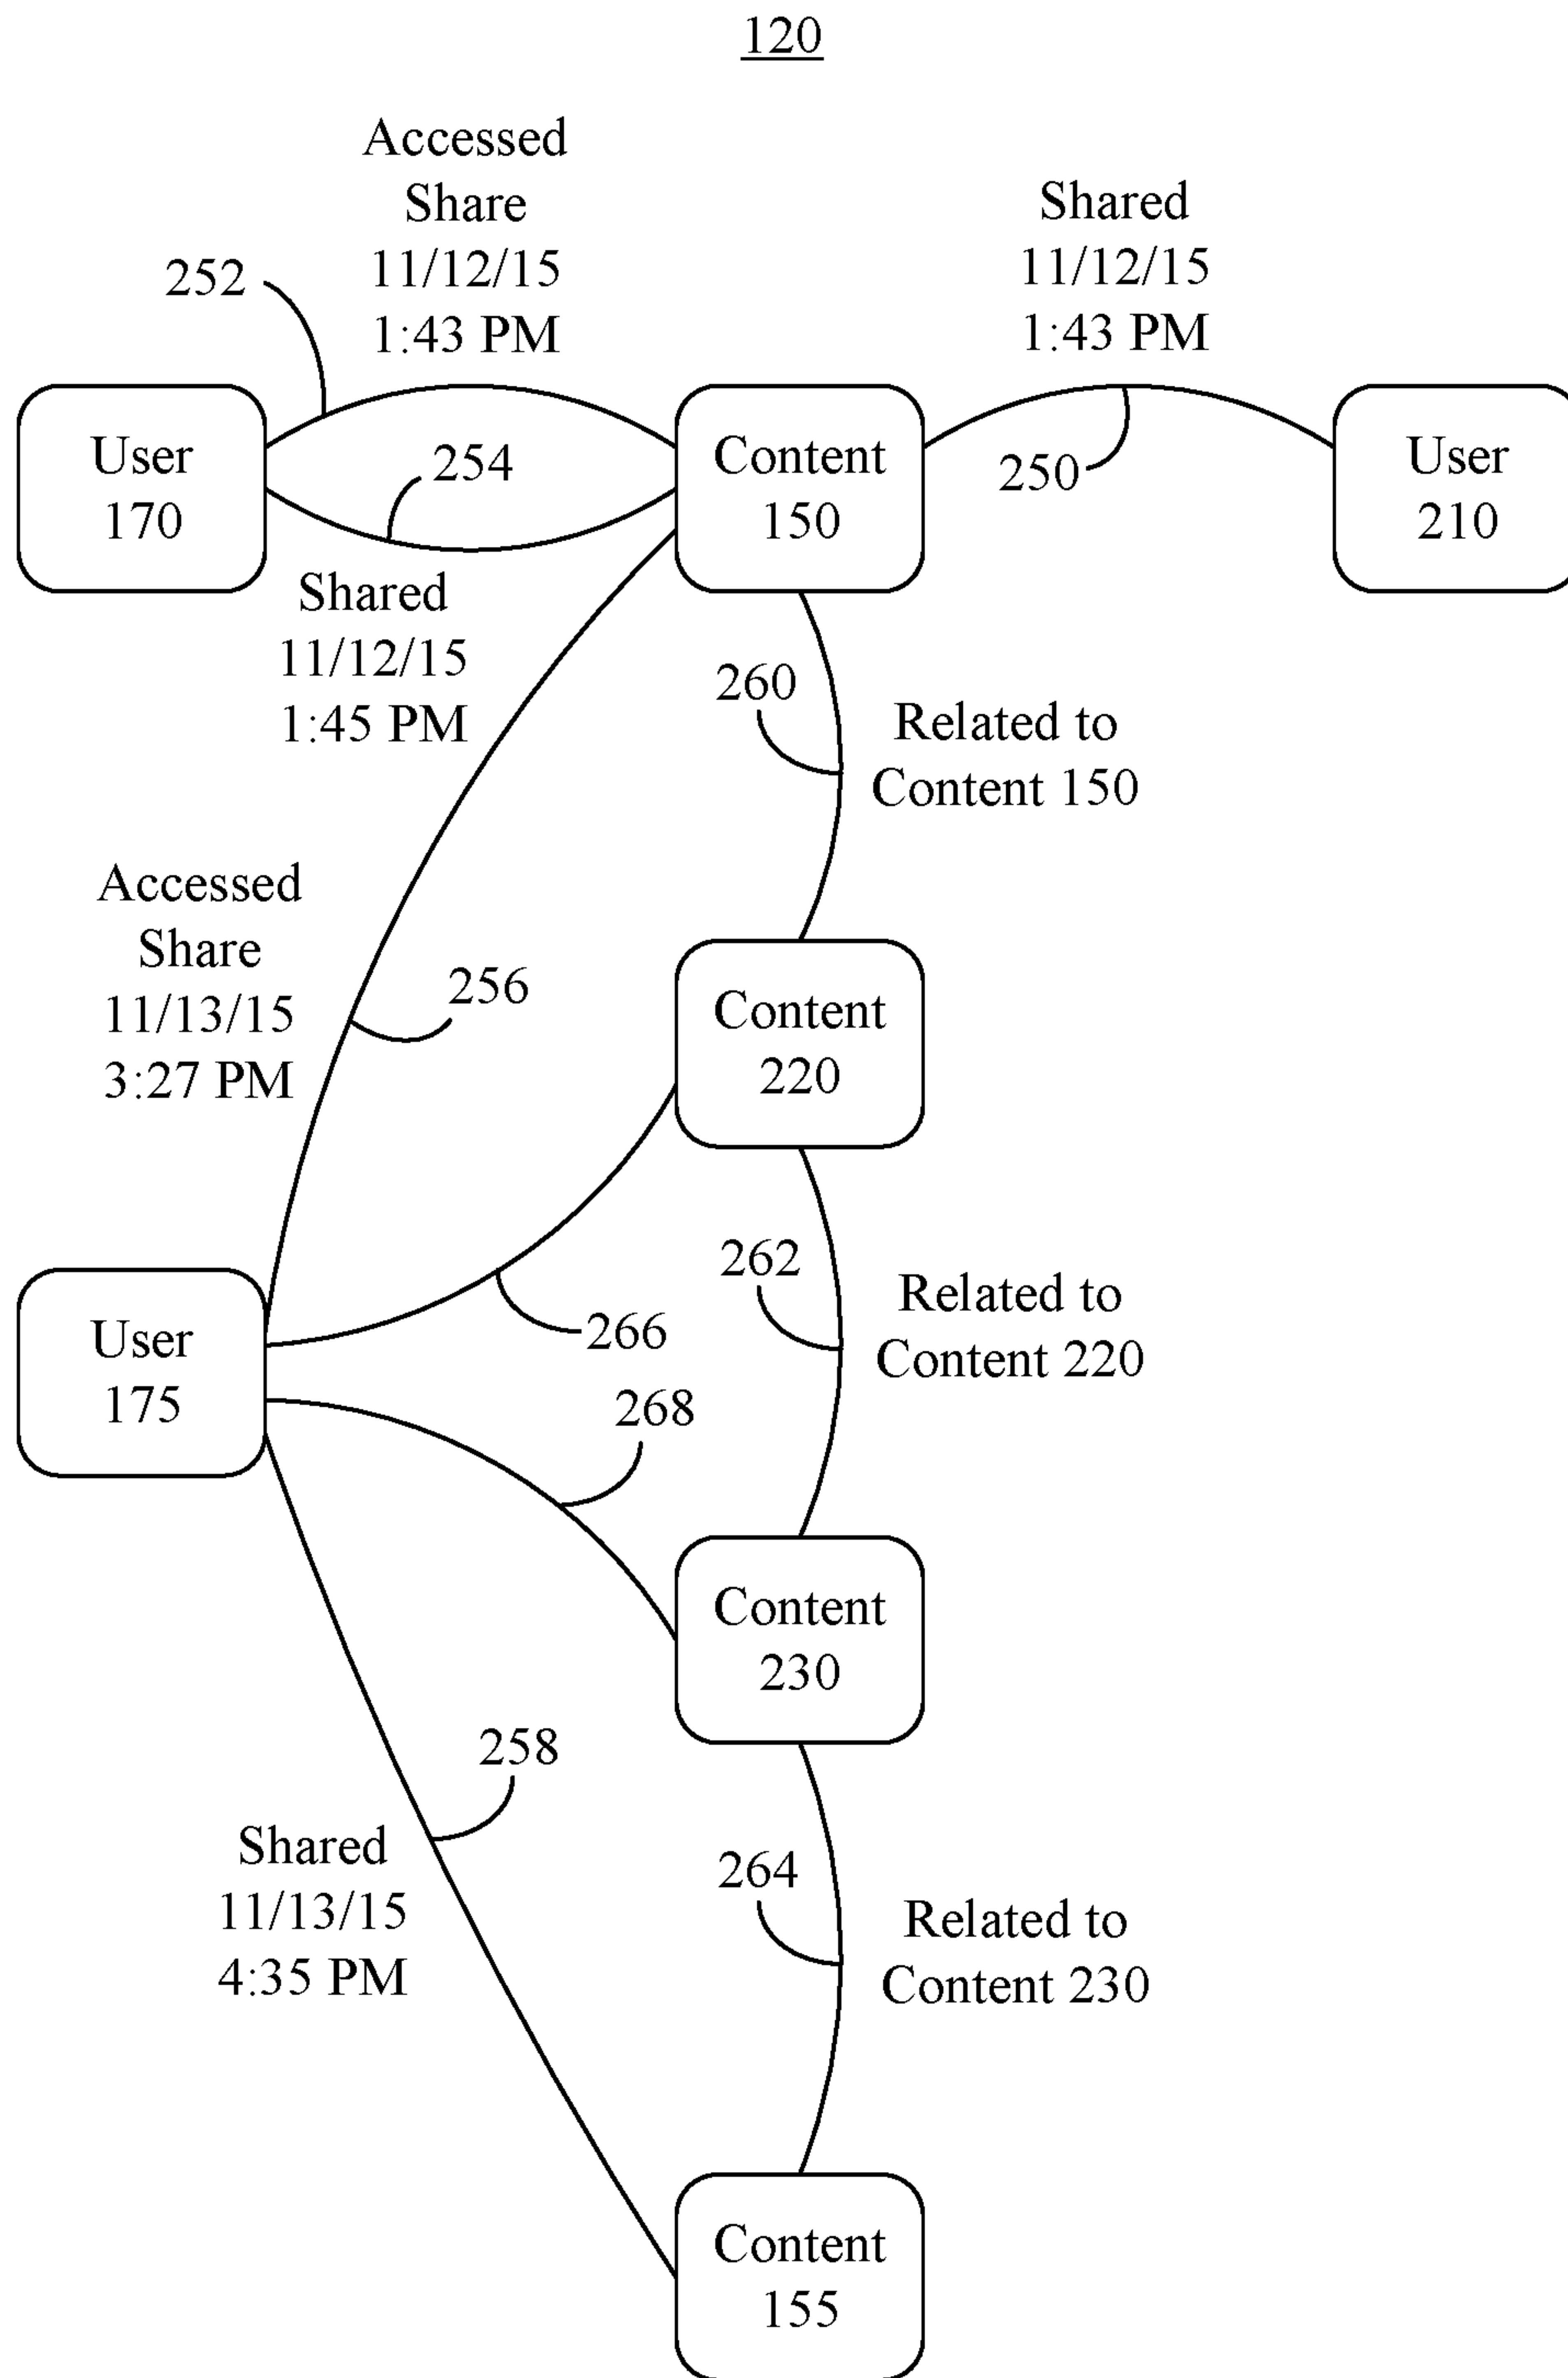 120
Accessed
Share
11/12/15
1:43 PM
Shared
11/12/15
1:43 PM
252
User
170
254
Content
150
250
User
210
Shared
11/12/15
1:45 PM
260
Related to
Content 150
Accessed
Share
11/13/15
3:27 PM
256
Content
220
262
Related to
Content 220
User
175
266
268
Content
230
258
Shared
11/13/15
4:35 PM
264
Related to
Content 230
Content
155